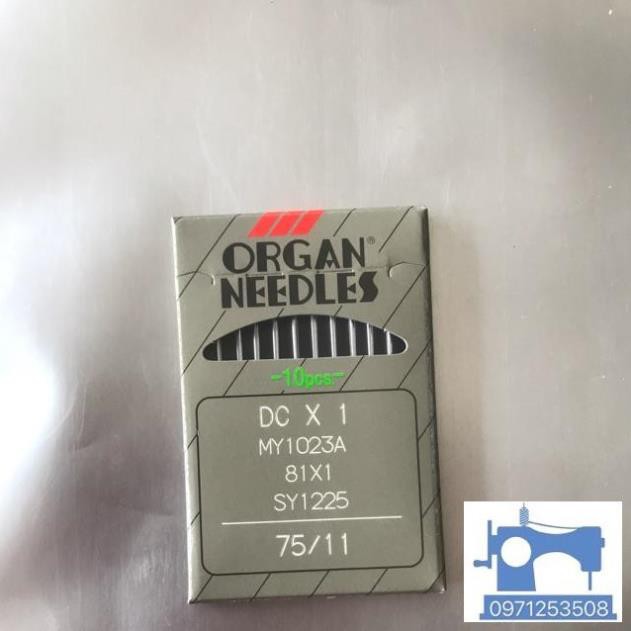 ORGAN®
NEEDLES
-10pcs.-
DC X 1
MY1023A
81X1
SY1225
75/11
0971253508